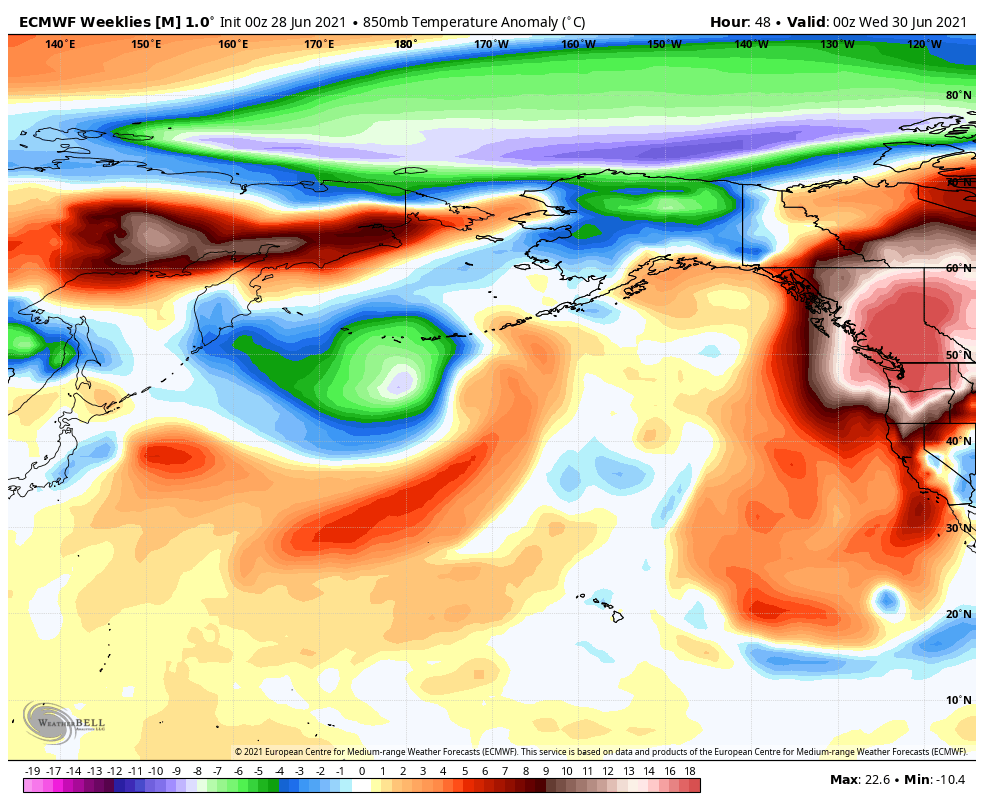 ECMWF Weeklies [M] 1.0° Init 00z 28 Jun 2021 • 850mb Temperature Anomaly (°C)
Hour: 48 • Valid: 00z Wed 30 Jun 2021
140°E 150°E 160°E 170°E 180° 170°W 160°W 150°W 140°W 130°W 120°W
80°N
70°N
60°N
50°N
40°N
30°N
20°N
10°N
WEATHERBELL
© 2021 European Centre for Medium-range Weather Forecasts (ECMWF). This service is based on data and products of the European Centre for Medium-range Weather Forecasts (ECMWF).
-19 -17 -14 -13 -12 -11 -10 -9 -8 -7 -6 -5 -4 -3 -2 -1 0 1 2 3 4 5 6 7 8 9 10 11 12 13 14 16 18
Max: 22.6 • Min: -10.4